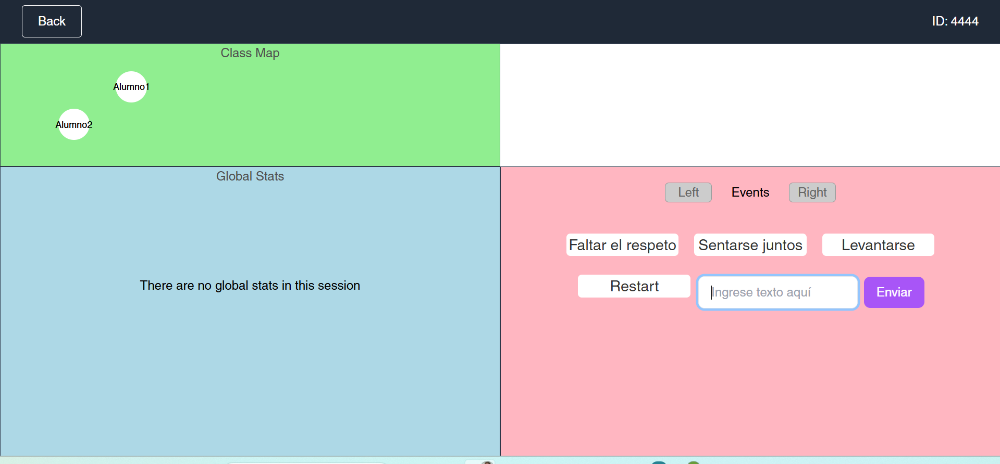 Back
ID: 4444
Class Map
Alumno1
Alumno2
Global Stats
There are no global stats in this session
Left Events Right
Faltar el respeto Sentarse juntos Levantarse
Restart Ingrese texto aquí Enviar